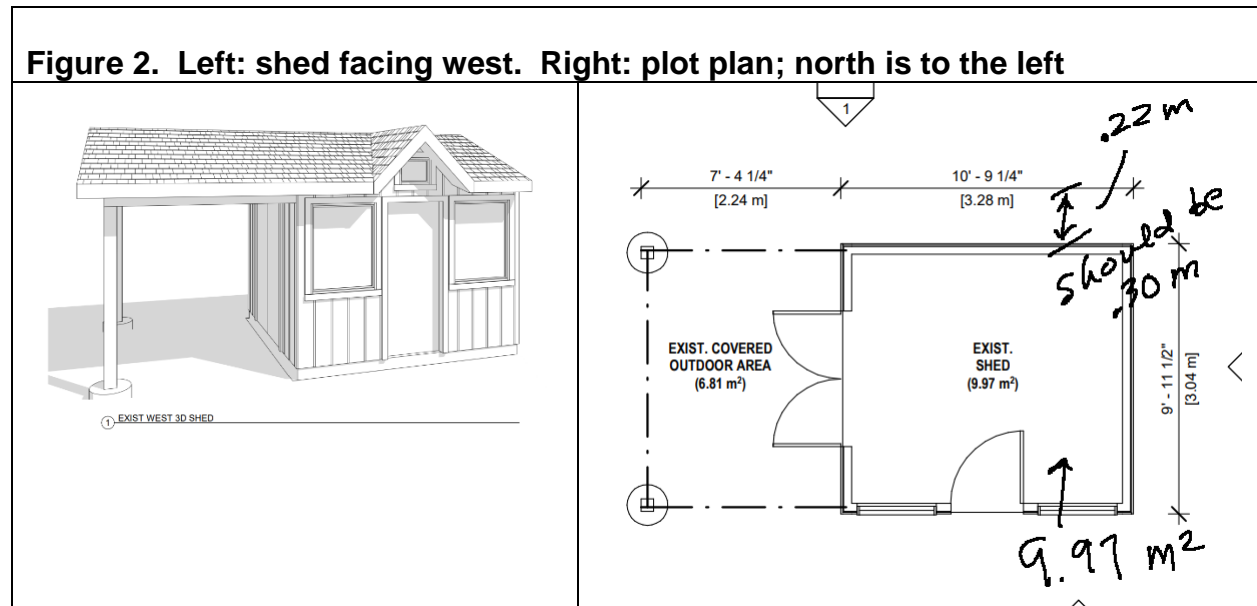 Figure 2.  Left: shed facing west.  Right: plot plan; north is to the left
1 EXIST WEST 3D SHED
1
.22 m
7' - 4 1/4"
[2.24 m]
10' - 9 1/4"
[3.28 m]
should be
.30 m
EXIST. COVERED
OUTDOOR AREA
(6.81 m²)
EXIST.
SHED
(9.97 m²)
9' - 11 1/2"
[3.04 m]
9.97 m²